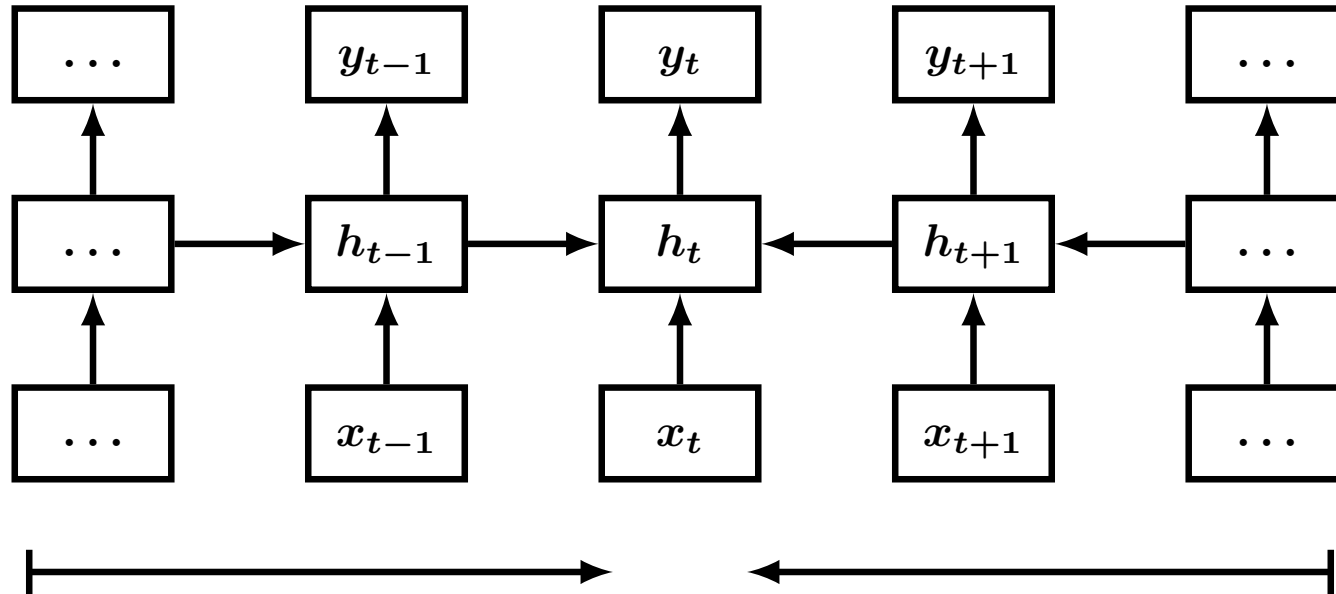 ... y_{t−1} y_t y_{t+1} ...
... h_{t−1} h_t h_{t+1} ...
... x_{t−1} x_t x_{t+1} ...